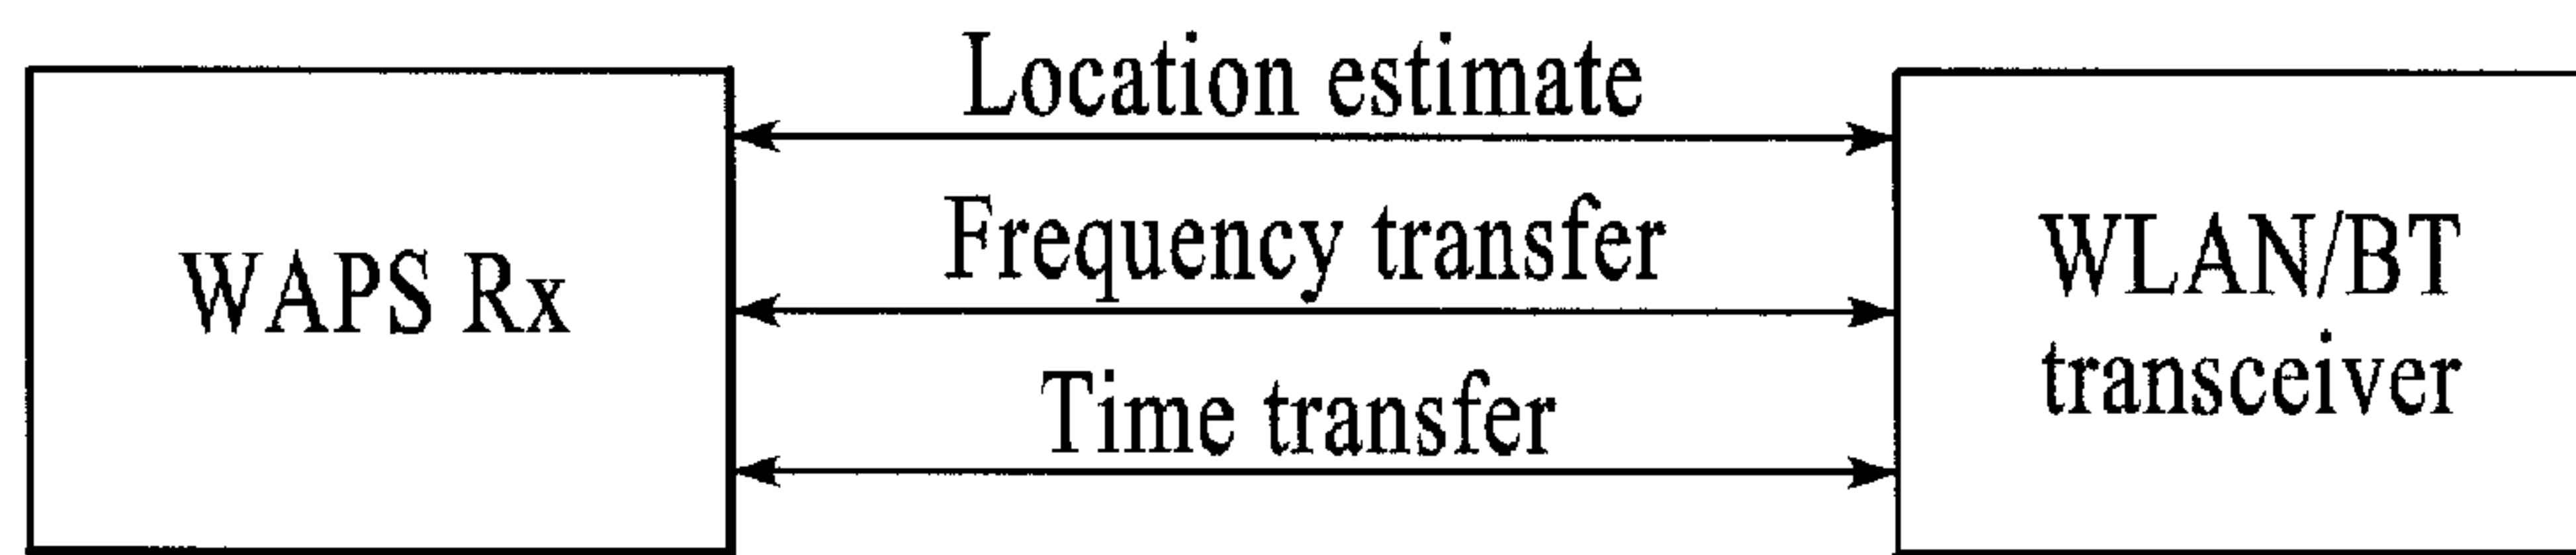 Location estimate
Frequency transfer
Time transfer
WAPS Rx
WLAN/BT
transceiver